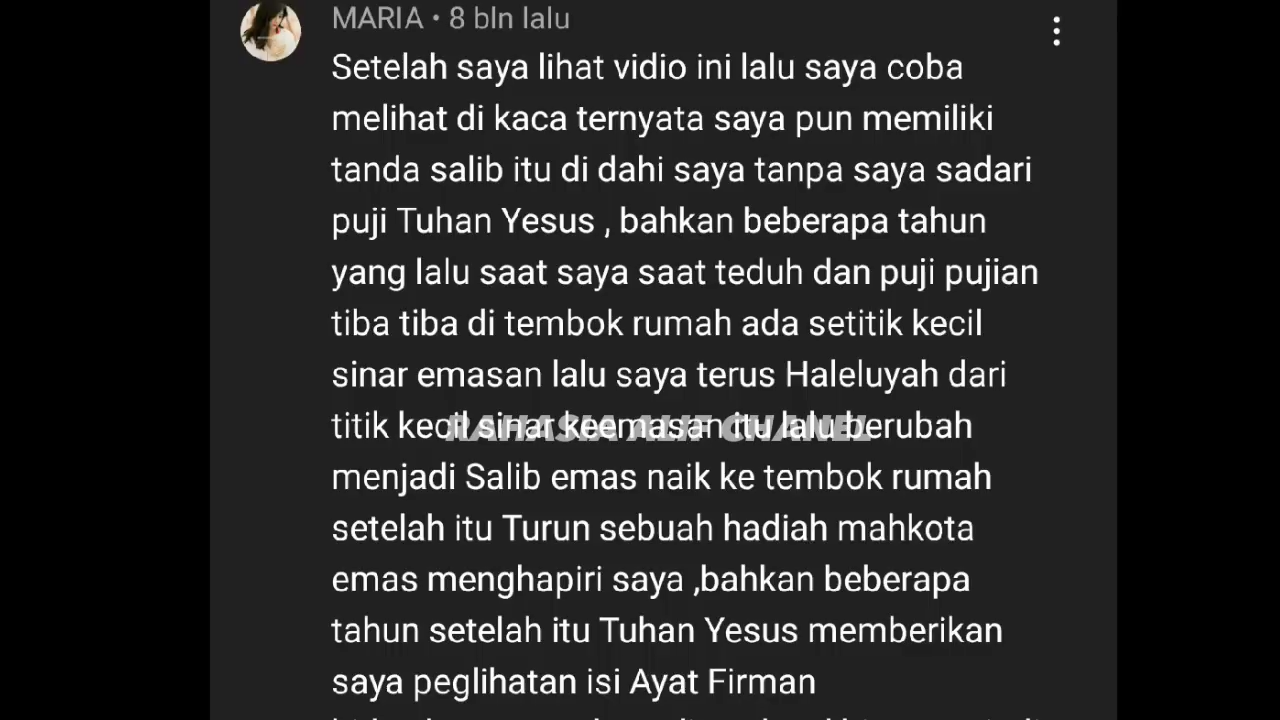 MARIA • 8 bln lalu
Setelah saya lihat vidio ini lalu saya coba
melihat di kaca ternyata saya pun memiliki
tanda salib itu di dahi saya tanpa saya sadari
puji Tuhan Yesus , bahkan beberapa tahun
yang lalu saat saya saat teduh dan puji pujian
tiba tiba di tembok rumah ada setitik kecil
sinar emasan lalu saya terus Haleluyah dari
titik kecil sinar keemasan itu lalu berubah
RAHASIA ALIF CHANEL
menjadi Salib emas naik ke tembok rumah
setelah itu Turun sebuah hadiah mahkota
emas menghapiri saya ,bahkan beberapa
tahun setelah itu Tuhan Yesus memberikan
saya peglihatan isi Ayat Firman